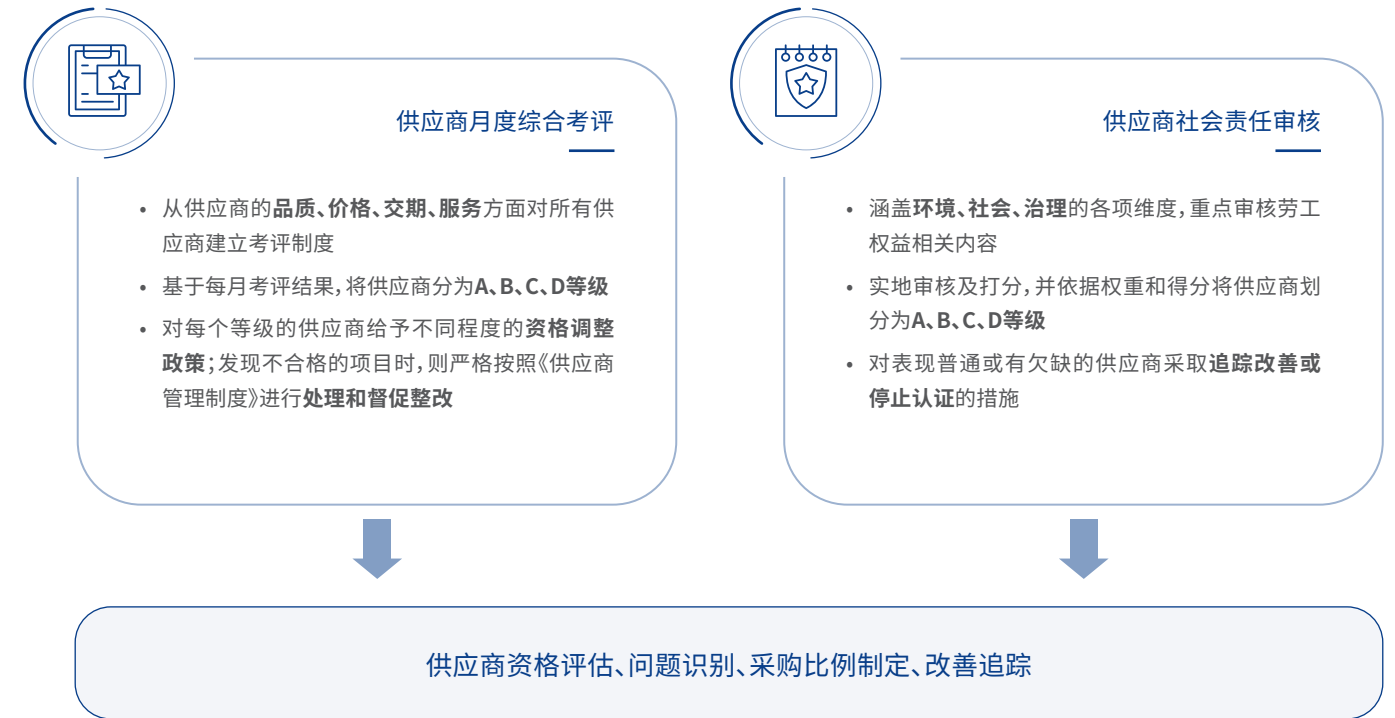 供应商月度综合考评
• 从供应商的品质、价格、交期、服务方面对所有供
应商建立考评制度
• 基于每月考评结果,将供应商分为A、B、C、D等级
• 对每个等级的供应商给予不同程度的资格调整
政策;发现不合格的项目时,则严格按照《供应商
管理制度》进行处理和督促整改
供应商社会责任审核
• 涵盖环境、社会、治理的各项维度,重点审核劳工
权益相关内容
• 实地审核及打分,并依据权重和得分将供应商划
分为A、B、C、D等级
• 对表现普通或有欠缺的供应商采取追踪改善或
停止认证的措施
供应商资格评估、问题识别、采购比例制定、改善追踪